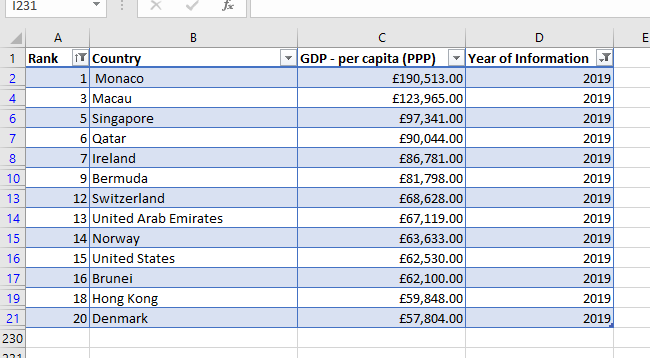 I231 fx
A B C D E
1 Rank Country GDP - per capita (PPP) Year of Information
2 1 Monaco £190,513.00 2019
4 3 Macau £123,965.00 2019
6 5 Singapore £97,341.00 2019
7 6 Qatar £90,044.00 2019
8 7 Ireland £86,781.00 2019
10 9 Bermuda £81,798.00 2019
13 12 Switzerland £68,628.00 2019
14 13 United Arab Emirates £67,119.00 2019
15 14 Norway £63,633.00 2019
16 15 United States £62,530.00 2019
17 16 Brunei £62,100.00 2019
19 18 Hong Kong £59,848.00 2019
21 20 Denmark £57,804.00 2019
230
231